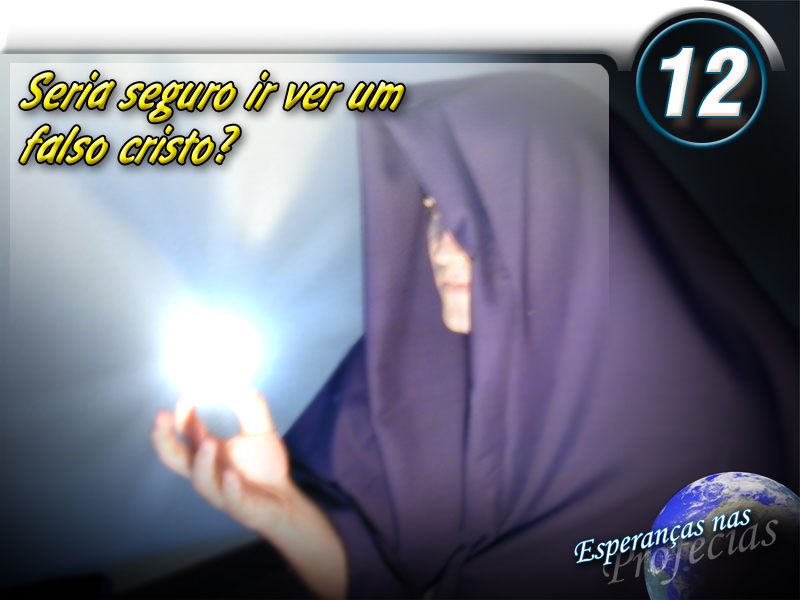 12
Seria seguro ir ver um
falso cristo?
Esperanças nas
Profecias